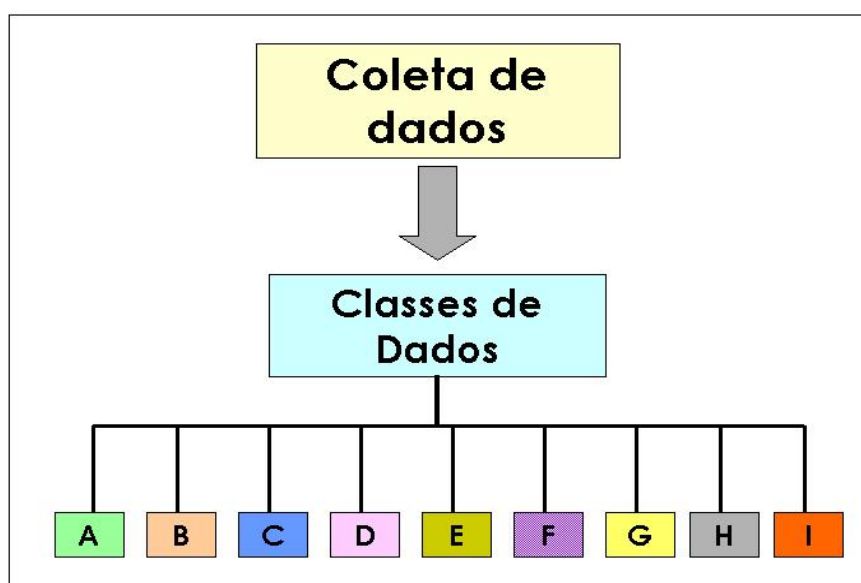 Coleta de
dados
Classes de
Dados
A B C D E F G H I